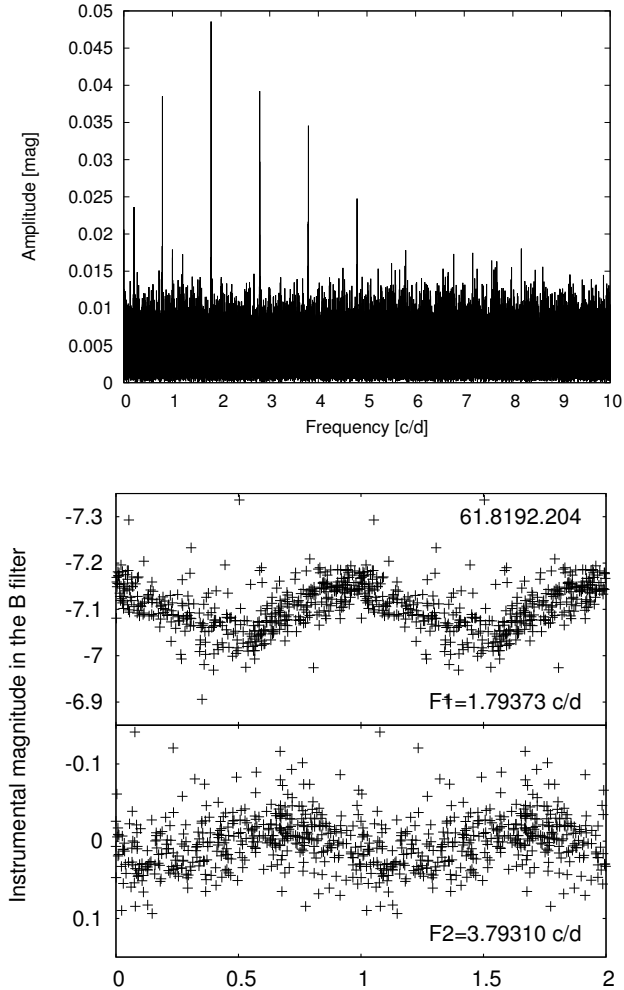 0.05
0.045
0.04
0.035
0.03
0.025
0.02
0.015
0.01
0.005
0
Amplitude [mag]
0 1 2 3 4 5 6 7 8 9 10
Frequency [c/d]
Instrumental magnitude in the B filter
-7.3
-7.2
-7.1
-7
-6.9
61.8192.204
F1=1.79373 c/d
-0.1
0
0.1
F2=3.79310 c/d
0 0.5 1 1.5 2